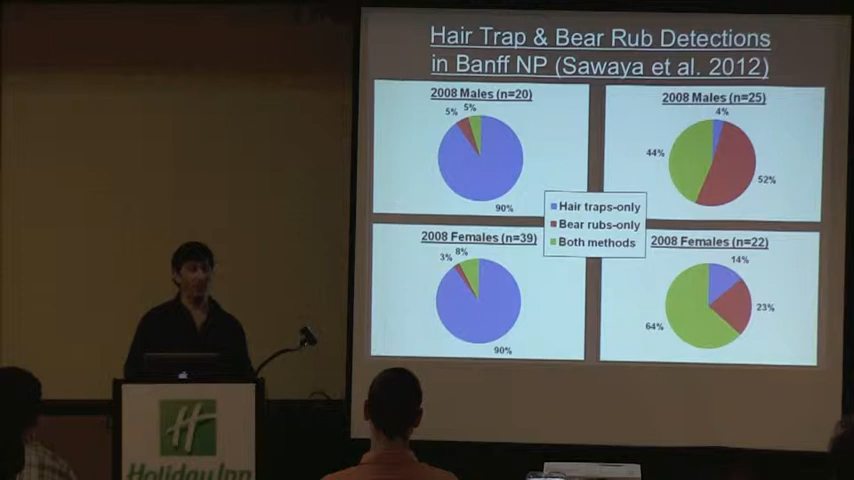 Hair Trap & Bear Rub Detections
in Banff NP (Sawaya et al. 2012)
2008 Males (n=20)
5%
5%
90%
2008 Males (n=25)
4%
44%
52%
Hair traps-only
Bear rubs-only
Both methods
2008 Females (n=39)
3%
8%
90%
2008 Females (n=22)
14%
23%
64%
H
Holiday Inn